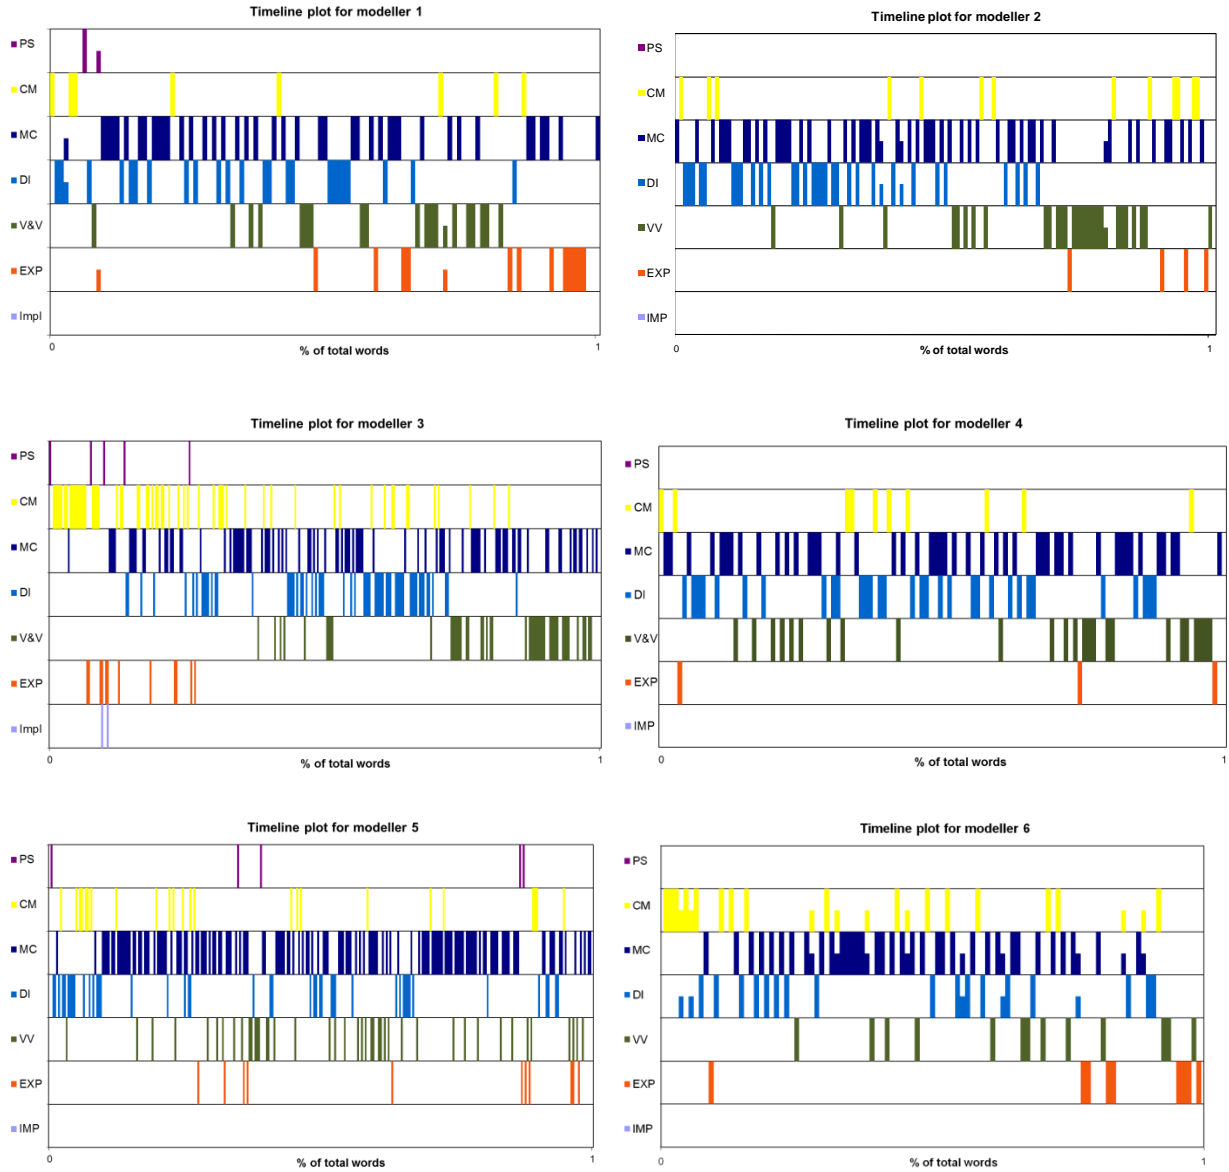 Timeline plot for modeller 1
PS
CM
MC
DI
V&V
EXP
Impl
0
1
% of total words
Timeline plot for modeller 2
PS
CM
MC
DI
VV
EXP
IMP
0
1
% of total words
Timeline plot for modeller 3
PS
CM
MC
DI
V&V
EXP
Impl
0
1
% of total words
Timeline plot for modeller 4
PS
CM
MC
DI
V&V
EXP
IMP
0
1
% of total words
Timeline plot for modeller 5
PS
CM
MC
DI
VV
EXP
IMP
0
1
% of total words
Timeline plot for modeller 6
PS
CM
MC
DI
VV
EXP
IMP
0
1
% of total words